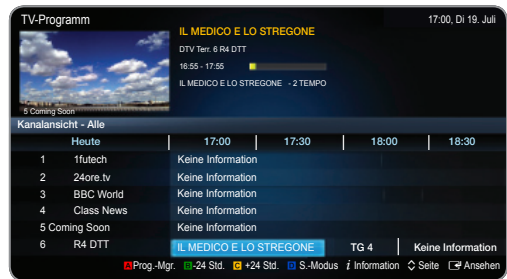 TV-Programm
17:00, Di 19. Juli
IL MEDICO E LO STREGONE
DTV Terr. 6 R4 DTT
16:55 - 17:55
IL MEDICO E LO STREGONE - 2 TEMPO
5 Coming Soon
Kanalansicht - Alle
Heute 17:00 17:30 18:00 18:30
1 1futech Keine Information
2 24ore.tv Keine Information
3 BBC World Keine Information
4 Class News Keine Information
5 Coming Soon Keine Information
6 R4 DTT IL MEDICO E LO STREGONE TG 4 Keine Information
A Prog.-Mgr. B -24 Std. C +24 Std. D S.-Modus i Information Seite Ansehen